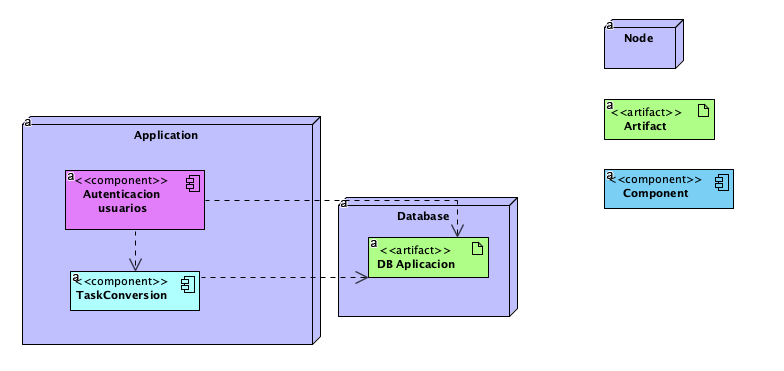 a
Node
a
<<artifact>>
Artifact
a
Application
a
<<component>>
Autenticacion
usuarios
a
<<component>>
Component
a
Database
a
<<artifact>>
DB Aplicacion
a
<<component>>
TaskConversion